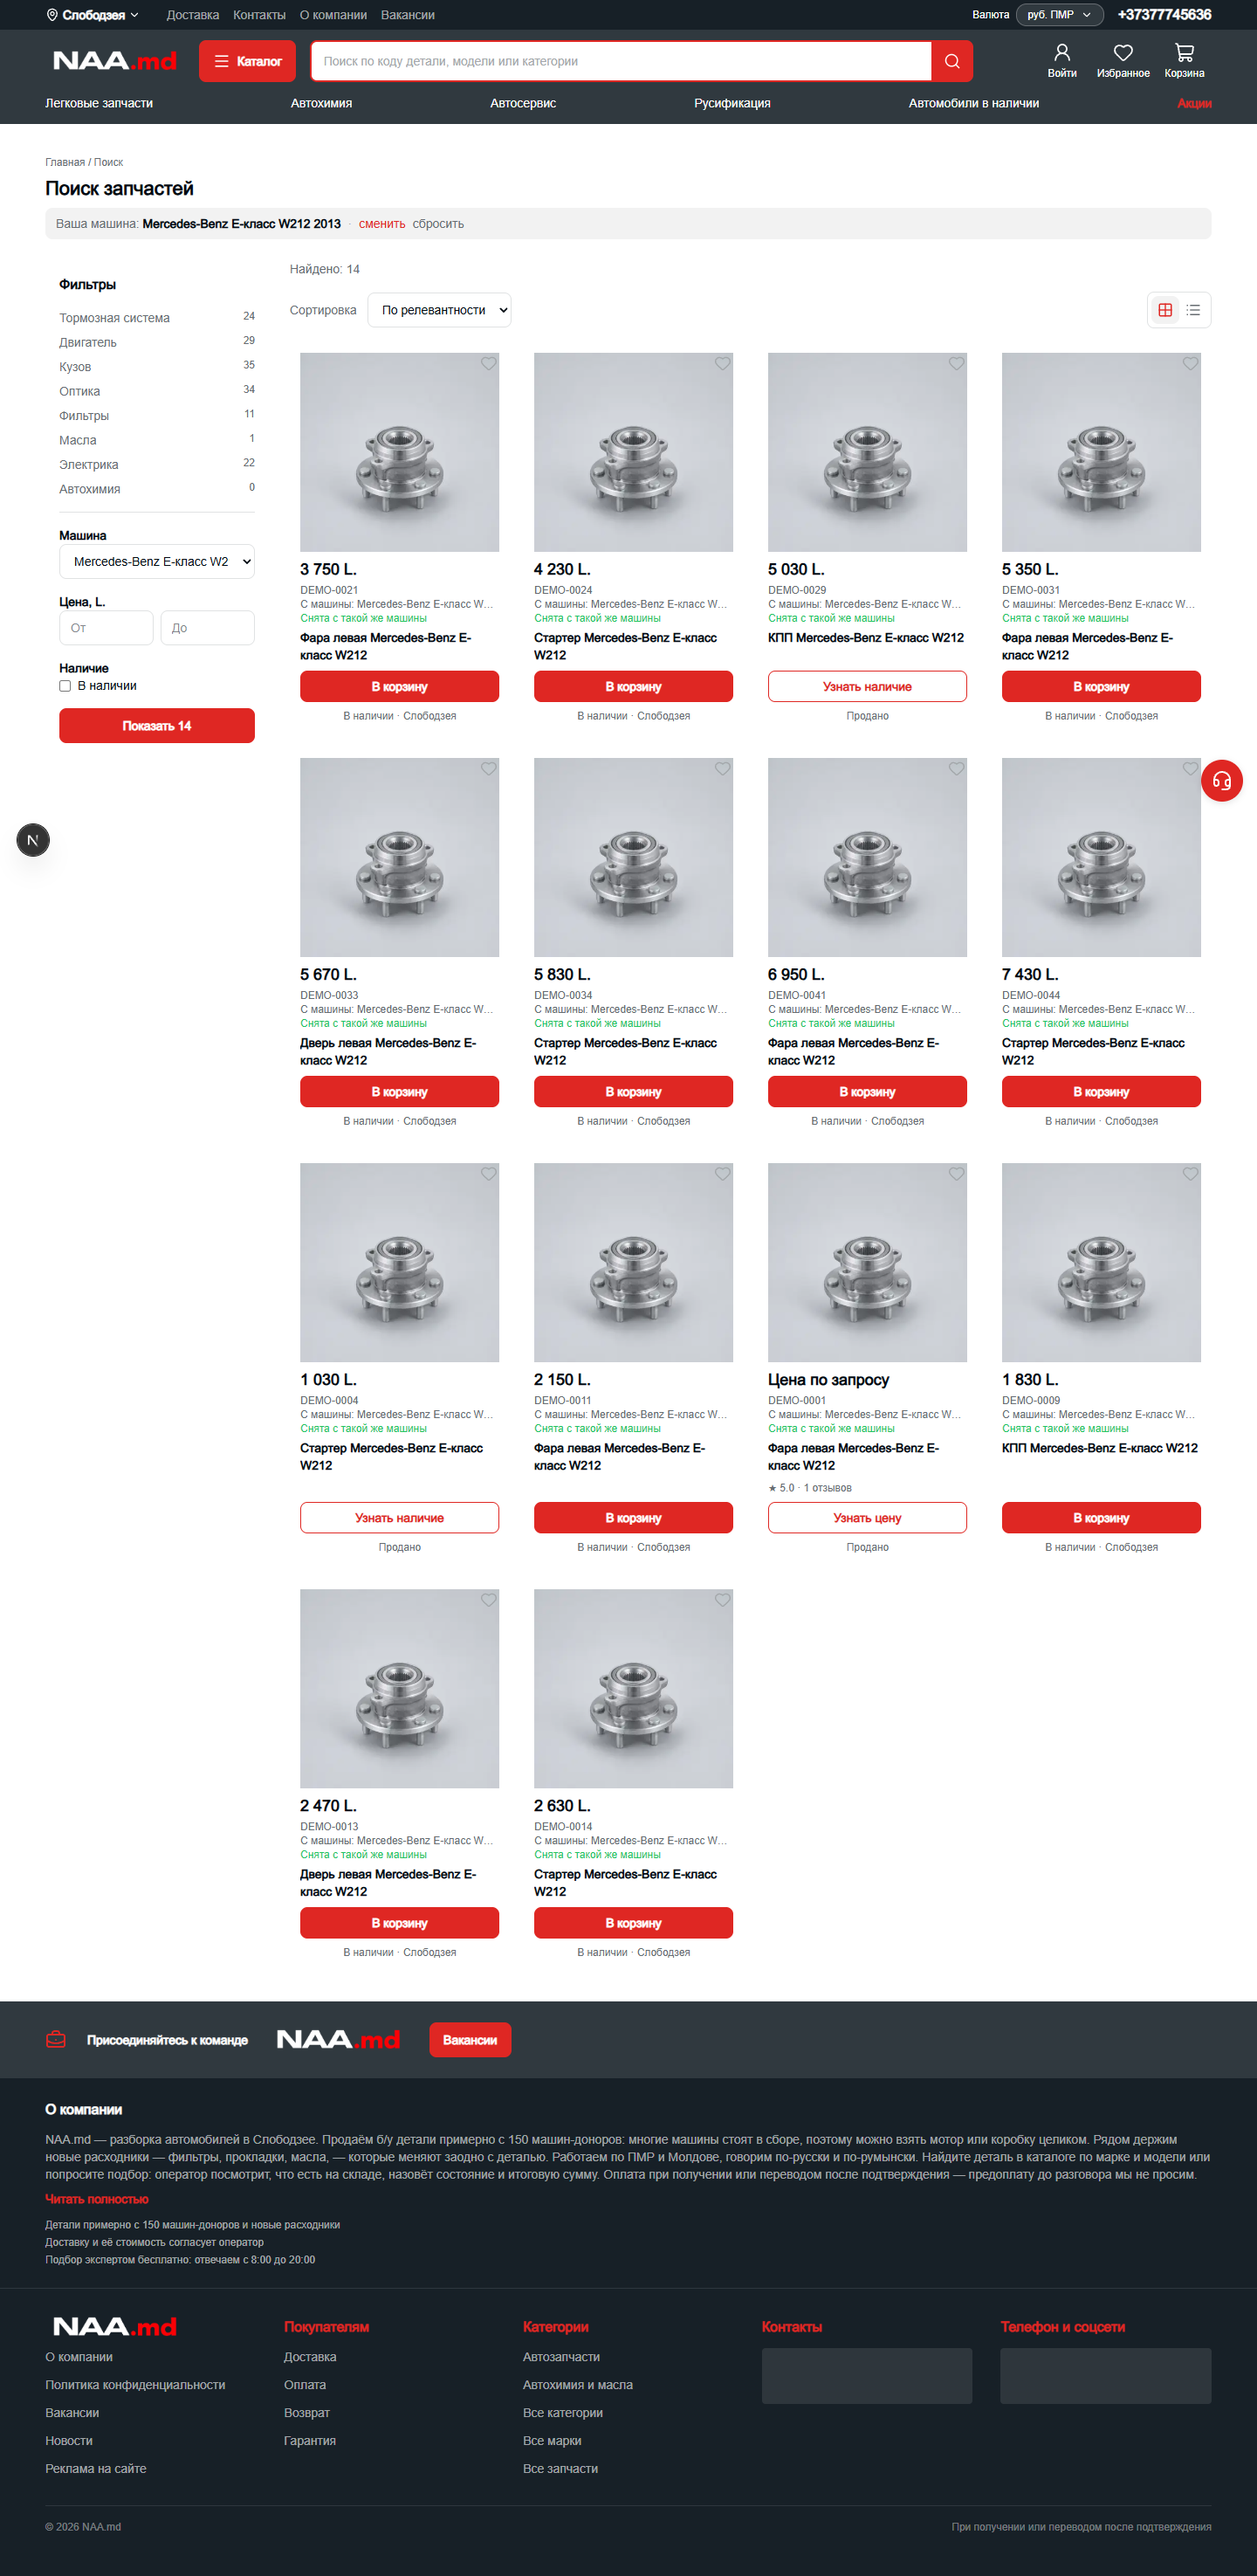 Слободзея
Доставка
Контакты
О компании
Вакансии
Валюта
руб. ПМР
+37377745636
NAA.md
Каталог
Поиск по коду детали, модели или категории
Войти
Избранное
Корзина
Легковые запчасти
Автохимия
Автосервис
Русификация
Автомобили в наличии
Акции
Главная / Поиск
Поиск запчастей
Ваша машина: Mercedes-Benz E-класс W212 2013 · сменить сбросить
Фильтры
Тормозная система 24
Двигатель 29
Кузов 35
Оптика 34
Фильтры 11
Масла 1
Электрика 22
Автохимия 0
Машина
Mercedes-Benz E-класс W2
Цена, L.
От
До
Наличие
В наличии
Показать 14
Найдено: 14
Сортировка
По релевантности
3 750 L.
DEMO-0021
С машины: Mercedes-Benz E-класс W...
Снята с такой же машины
Фара левая Mercedes-Benz E-
класс W212
В корзину
В наличии · Слободзея
4 230 L.
DEMO-0024
С машины: Mercedes-Benz E-класс W...
Снята с такой же машины
Стартер Mercedes-Benz E-класс
W212
В корзину
В наличии · Слободзея
5 030 L.
DEMO-0029
С машины: Mercedes-Benz E-класс W...
Снята с такой же машины
КПП Mercedes-Benz E-класс W212
Узнать наличие
Продано
5 350 L.
DEMO-0031
С машины: Mercedes-Benz E-класс W...
Снята с такой же машины
Фара левая Mercedes-Benz E-
класс W212
В корзину
В наличии · Слободзея
5 670 L.
DEMO-0033
С машины: Mercedes-Benz E-класс W...
Снята с такой же машины
Дверь левая Mercedes-Benz E-
класс W212
В корзину
В наличии · Слободзея
5 830 L.
DEMO-0034
С машины: Mercedes-Benz E-класс W...
Снята с такой же машины
Стартер Mercedes-Benz E-класс
W212
В корзину
В наличии · Слободзея
6 950 L.
DEMO-0041
С машины: Mercedes-Benz E-класс W...
Снята с такой же машины
Фара левая Mercedes-Benz E-
класс W212
В корзину
В наличии · Слободзея
7 430 L.
DEMO-0044
С машины: Mercedes-Benz E-класс W...
Снята с такой же машины
Стартер Mercedes-Benz E-класс
W212
В корзину
В наличии · Слободзея
N
1 030 L.
DEMO-0004
С машины: Mercedes-Benz E-класс W...
Снята с такой же машины
Стартер Mercedes-Benz E-класс
W212
Узнать наличие
Продано
2 150 L.
DEMO-0011
С машины: Mercedes-Benz E-класс W...
Снята с такой же машины
Фара левая Mercedes-Benz E-
класс W212
В корзину
В наличии · Слободзея
Цена по запросу
DEMO-0001
С машины: Mercedes-Benz E-класс W...
Снята с такой же машины
Фара левая Mercedes-Benz E-
класс W212
★ 5.0 · 1 отзывов
Узнать цену
Продано
1 830 L.
DEMO-0009
С машины: Mercedes-Benz E-класс W...
Снята с такой же машины
КПП Mercedes-Benz E-класс W212
В корзину
В наличии · Слободзея
2 470 L.
DEMO-0013
С машины: Mercedes-Benz E-класс W...
Снята с такой же машины
Дверь левая Mercedes-Benz E-
класс W212
В корзину
В наличии · Слободзея
2 630 L.
DEMO-0014
С машины: Mercedes-Benz E-класс W...
Снята с такой же машины
Стартер Mercedes-Benz E-класс
W212
В корзину
В наличии · Слободзея
Присоединяйтесь к команде
NAA.md
Вакансии
О компании
NAA.md — разборка автомобилей в Слободзее. Продаём б/у детали примерно с 150 машин-доноров: многие машины стоят в сборе, поэтому можно взять мотор или коробку целиком. Рядом держим
новые расходники — фильтры, прокладки, масла, — которые меняют заодно с деталью. Работаем по ПМР и Молдове, говорим по-русски и по-румынски. Найдите деталь в каталоге по марке и модели или
попросите подбор: оператор посмотрит, что есть на складе, назовёт состояние и итоговую сумму. Оплата при получении или переводом после подтверждения — предоплату до разговора мы не просим.
Читать полностью
Детали примерно с 150 машин-доноров и новые расходники
Доставку и её стоимость согласует оператор
Подбор экспертом бесплатно: отвечаем с 8:00 до 20:00
NAA.md
О компании
Политика конфиденциальности
Вакансии
Новости
Реклама на сайте
Покупателям
Доставка
Оплата
Возврат
Гарантия
Категории
Автозапчасти
Автохимия и масла
Все категории
Все марки
Все запчасти
Контакты
Телефон и соцсети
© 2026 NAA.md
При получении или переводом после подтверждения